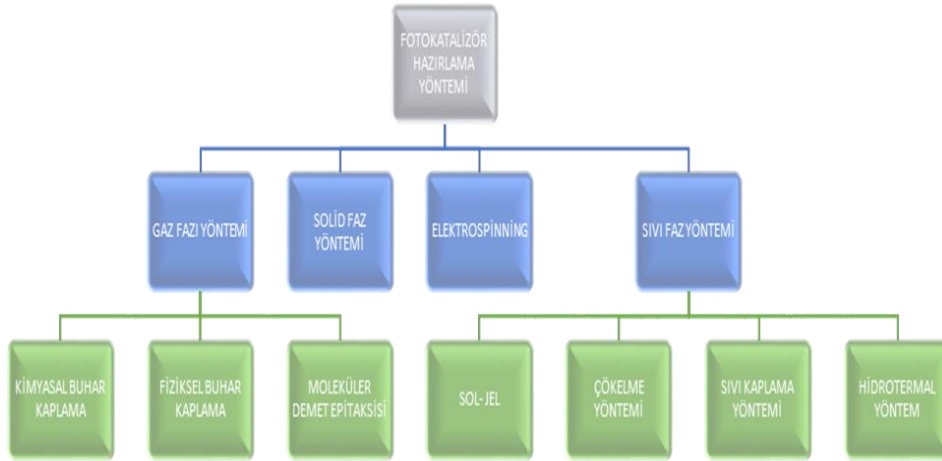 FOTOKATALİZÖR
HAZIRLAMA
YÖNTEMİ
GAZ FAZI YÖNTEMİ
SOLİD FAZ
YÖNTEMİ
ELEKTROSPİNNİNG
SIVI FAZ YÖNTEMİ
KİMYASAL BUHAR
KAPLAMA
FİZİKSEL BUHAR
KAPLAMA
MOLEKÜLER
DEMET EPİTAKSİSİ
SOL- JEL
ÇÖKELME
YÖNTEMİ
SIVI KAPLAMA
YÖNTEMİ
HİDROTERMAL
YÖNTEM